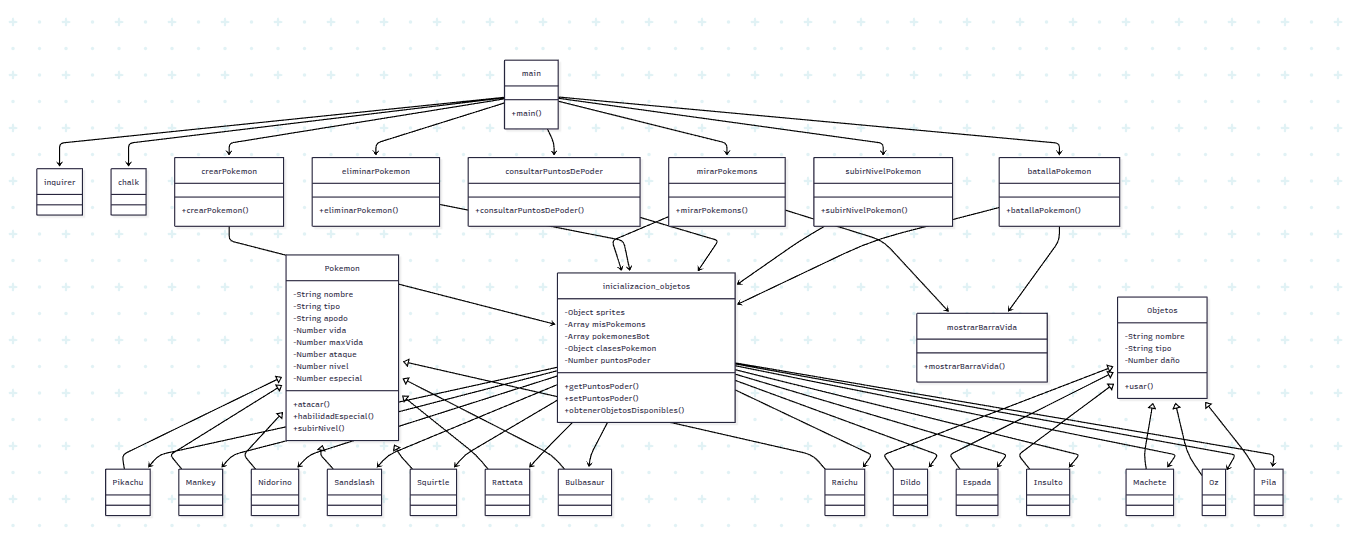 main
+main()
inquirer
chalk
crearPokemon
+crearPokemon()
eliminarPokemon
+eliminarPokemon()
consultarPuntosDePoder
+consultarPuntosDePoder()
mirarPokemons
+mirarPokemons()
subirNivelPokemon
+subirNivelPokemon()
batallaPokemon
+batallaPokemon()
Pokemon
-String nombre
-String tipo
-String apodo
-Number vida
-Number maxVida
-Number ataque
-Number nivel
-Number especial
+atacar()
+habilidadEspecial()
+subirNivel()
inicializacion_objetos
-Object sprites
-Array misPokemons
-Array pokemonesBot
-Object clasesPokemon
-Number puntosPoder
+getPuntosPoder()
+setPuntosPoder()
+obtenerObjetosDisponibles()
mostrarBarraVida
+mostrarBarraVida()
Objetos
-String nombre
-String tipo
-Number daño
+usar()
Pikachu
Mankey
Nidorino
Sandslash
Squirtle
Rattata
Bulbasaur
Raichu
Dildo
Espada
Insulto
Machete
Oz
Pila